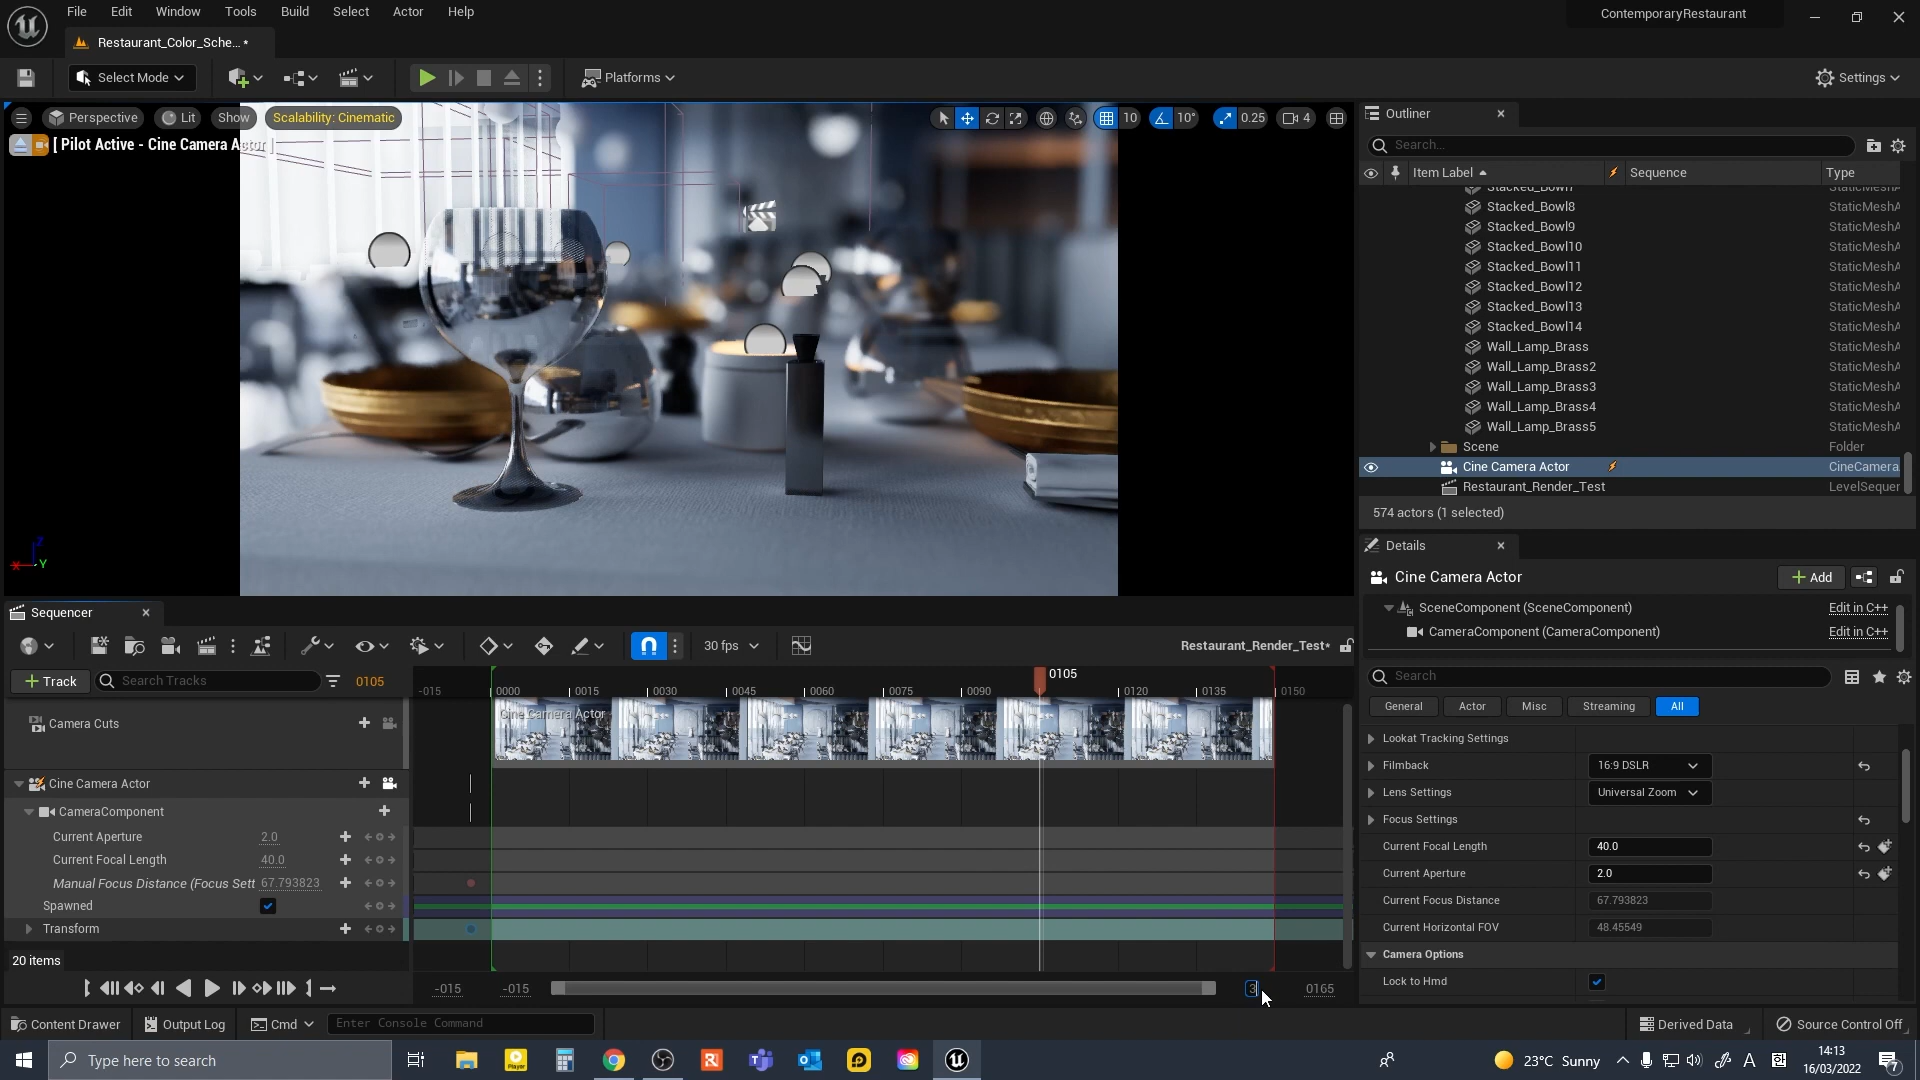 File Edit Window Tools Build Select Actor Help
ContemporaryRestaurant
Restaurant_Color_Sche... *
Select Mode
Platforms
Settings
Perspective Lit Show Scalability: Cinematic
10 10° 0.25 4
[ Pilot Active - Cine Camera Actor ]
Outliner
Search...
Item Label Sequence Type
Stacked_Bowl8 StaticMeshA
Stacked_Bowl9 StaticMeshA
Stacked_Bowl10 StaticMeshA
Stacked_Bowl11 StaticMeshA
Stacked_Bowl12 StaticMeshA
Stacked_Bowl13 StaticMeshA
Stacked_Bowl14 StaticMeshA
Wall_Lamp_Brass StaticMeshA
Wall_Lamp_Brass2 StaticMeshA
Wall_Lamp_Brass3 StaticMeshA
Wall_Lamp_Brass4 StaticMeshA
Wall_Lamp_Brass5 StaticMeshA
Scene Folder
Cine Camera Actor CineCamera
Restaurant_Render_Test LevelSequer
574 actors (1 selected)
Z
X Y
Details
Cine Camera Actor
Add
SceneComponent (SceneComponent) Edit in C++
CameraComponent (CameraComponent) Edit in C++
Search
General Actor Misc Streaming All
Lookat Tracking Settings
Filmback 16:9 DSLR
Lens Settings Universal Zoom
Focus Settings
Current Focal Length 40.0
Current Aperture 2.0
Current Focus Distance 67.793823
Current Horizontal FOV 48.45549
Camera Options
Lock to Hmd
Sequencer
30 fps
Restaurant_Render_Test*
Track Search Tracks 0105
-015 0000 0015 0030 0045 0060 0075 0090 0105 0120 0135 0150
Camera Cuts
Cine Camera Actor
Cine Camera Actor
CameraComponent
Current Aperture 2.0
Current Focal Length 40.0
Manual Focus Distance (Focus Sett 67.793823
Spawned
Transform
20 items
-015 -015 3 0165
Content Drawer Output Log Cmd Enter Console Command
Derived Data Source Control Off
Type here to search
Player
23°C Sunny
A
14:13
16/03/2022
7